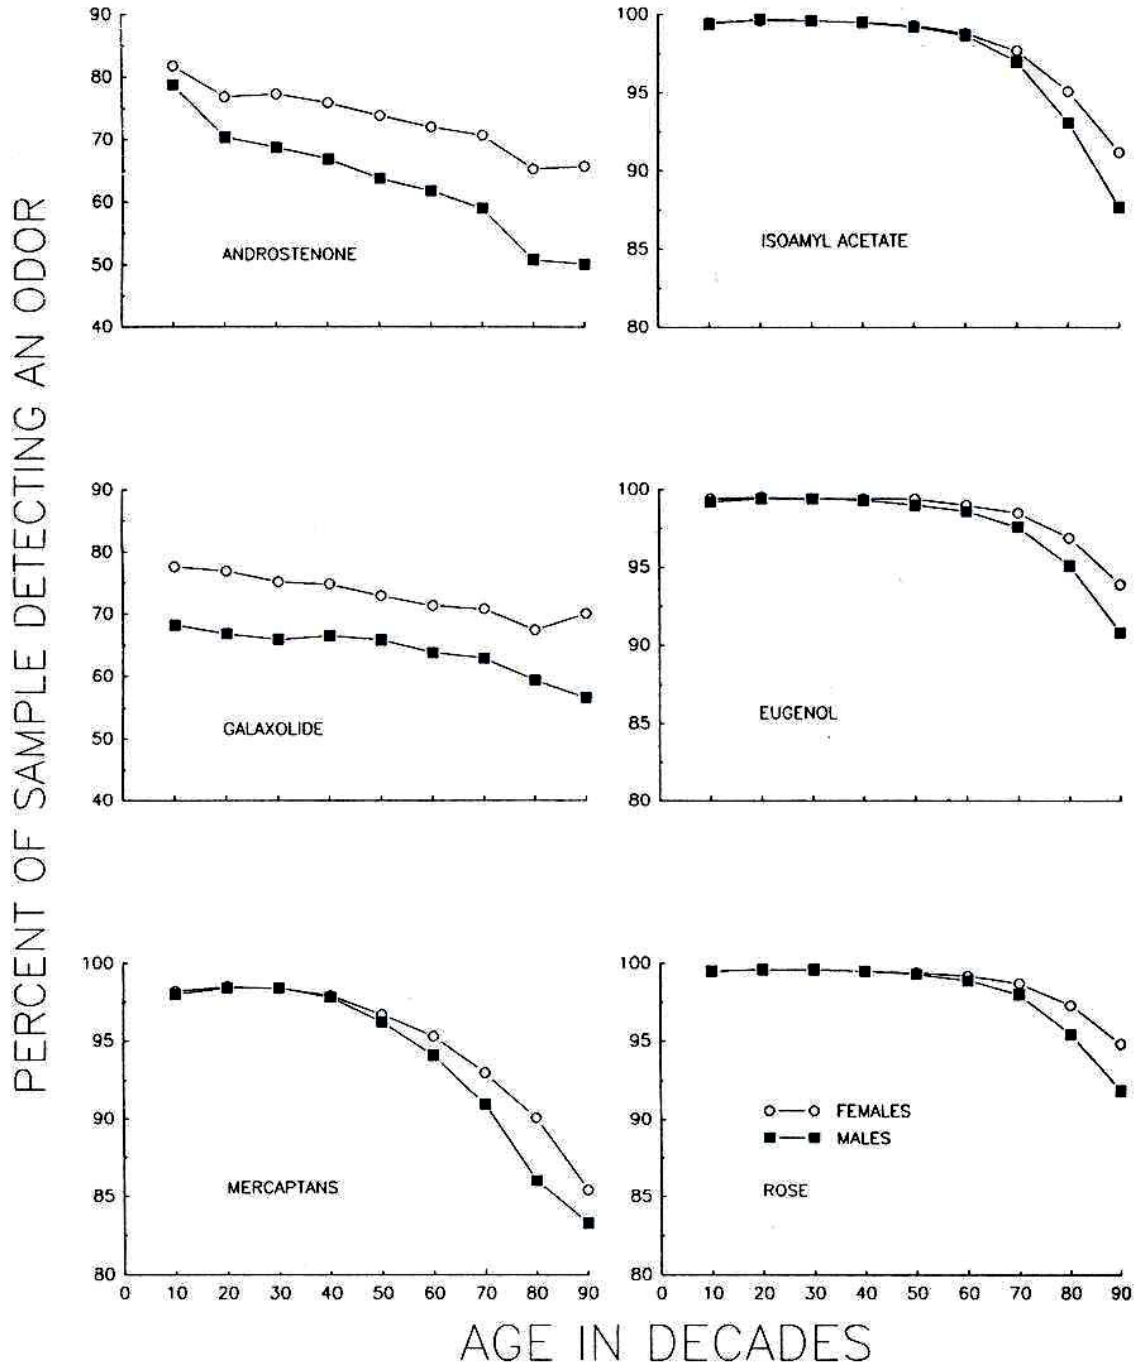 PERCENT OF SAMPLE DETECTING AN ODOR
90
80
70
60
50
40
ANDROSTENONE
100
95
90
85
80
ISOAMYL ACETATE
90
80
70
60
50
40
GALAXOLIDE
100
95
90
85
80
EUGENOL
100
95
90
85
80
MERCAPTANS
0 10 20 30 40 50 60 70 80 90
100
95
90
85
80
FEMALES
MALES
ROSE
0 10 20 30 40 50 60 70 80 90
AGE IN DECADES